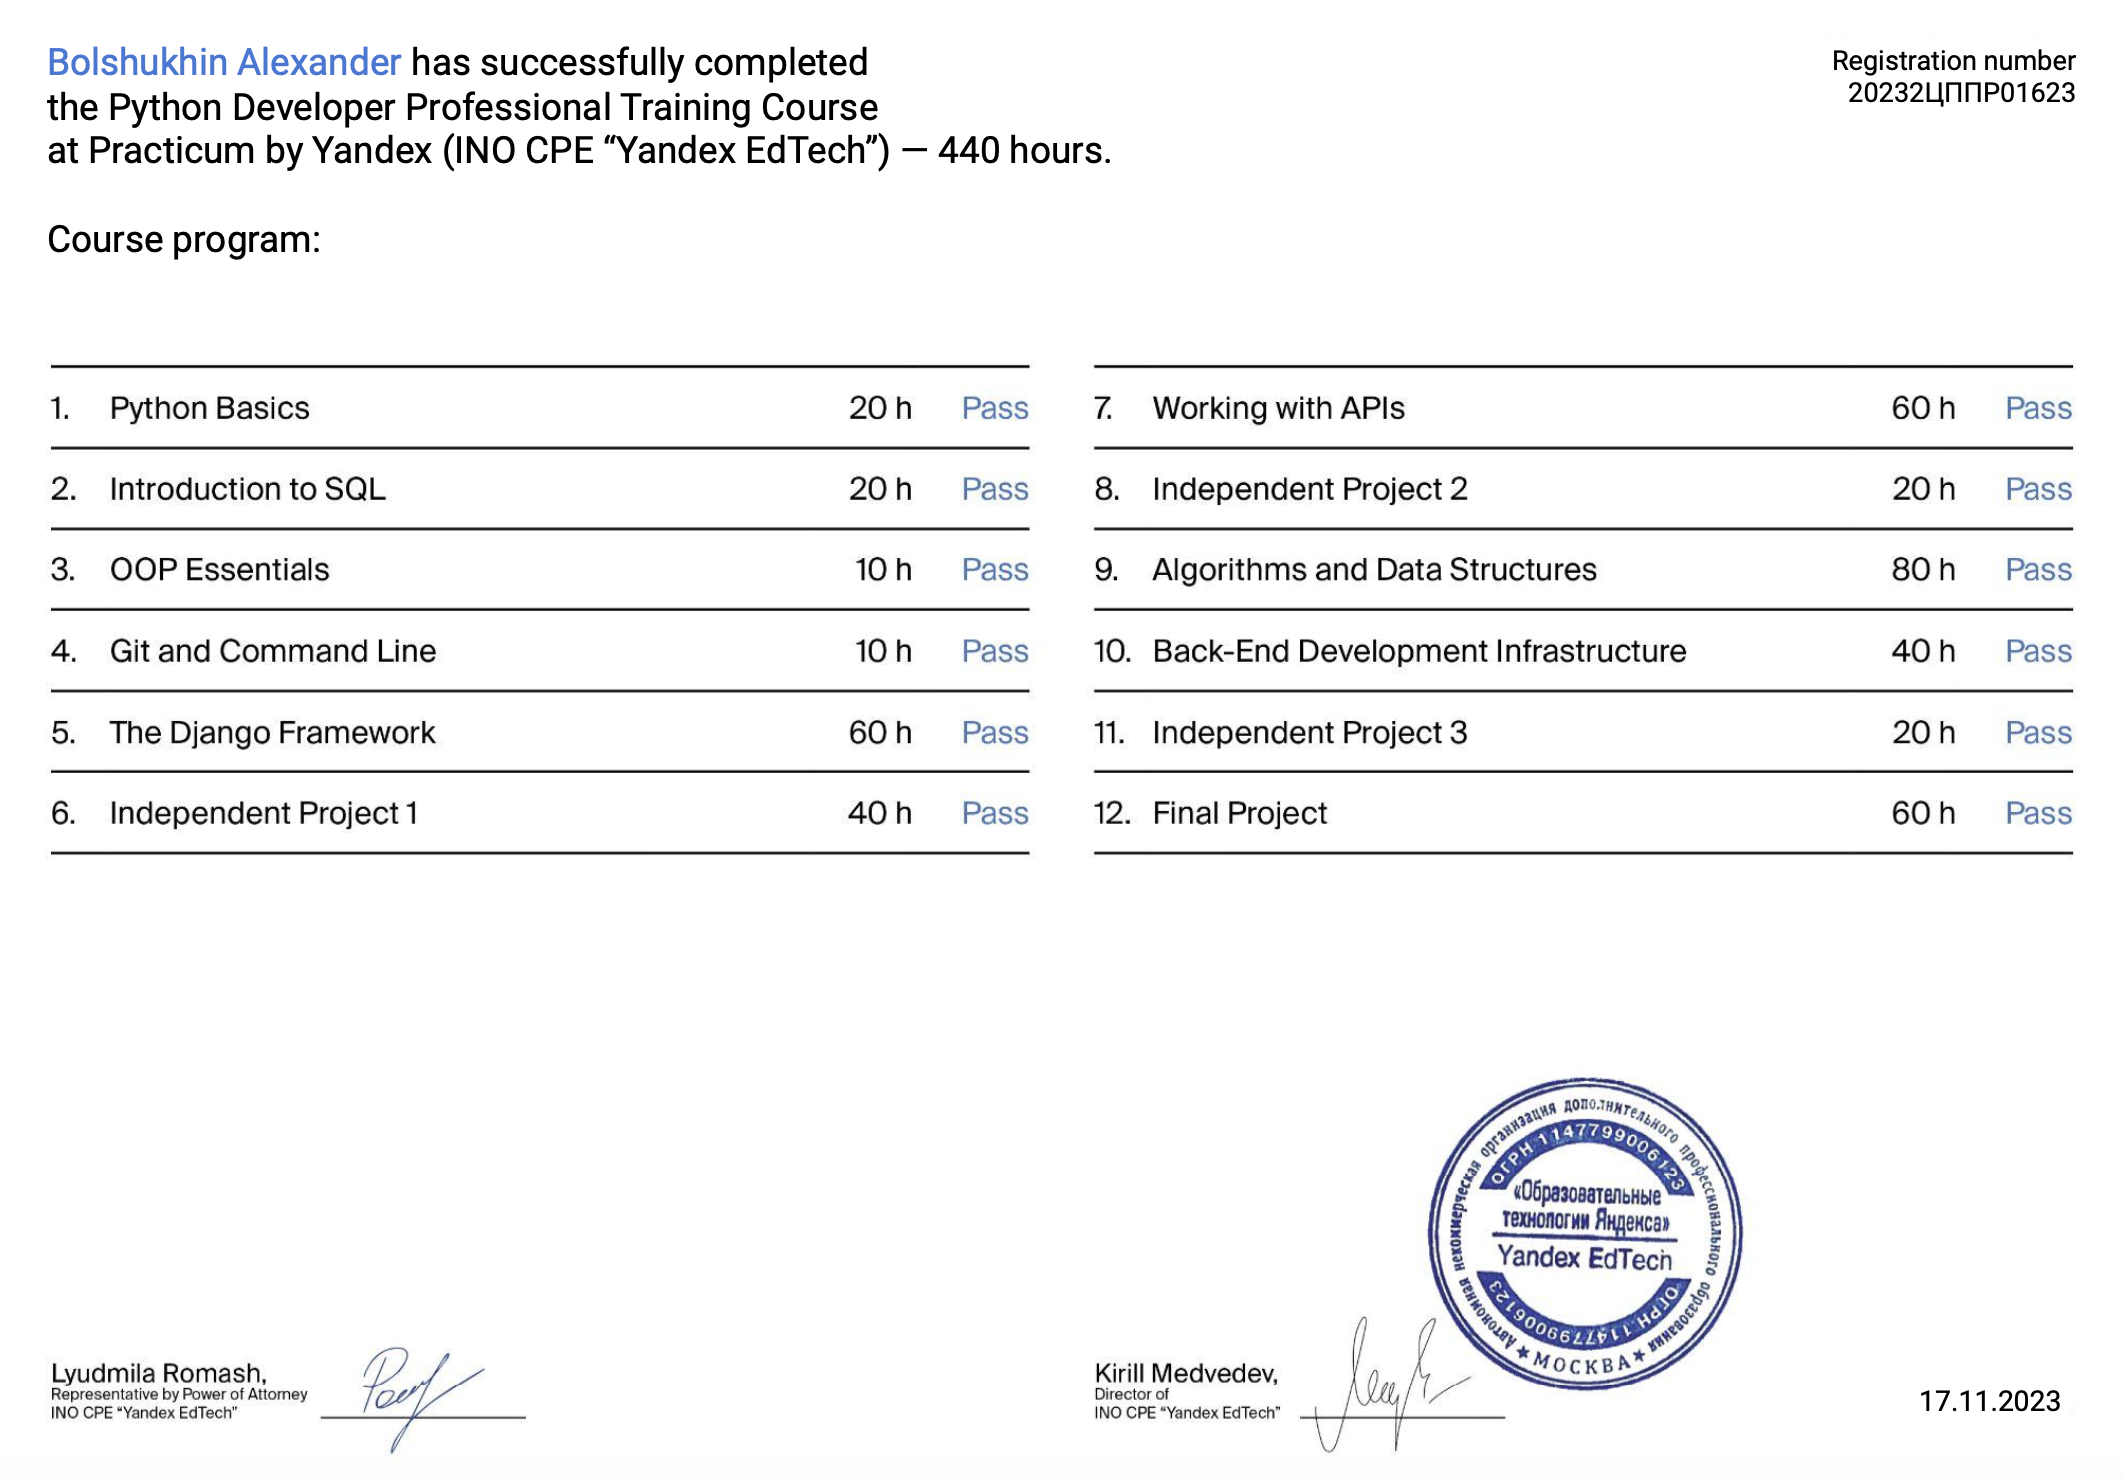 Bolshukhin Alexander has successfully completed
the Python Developer Professional Training Course
at Practicum by Yandex (INO CPE “Yandex EdTech”) — 440 hours.
Registration number
20232ЦППР01623
Course program:
1. Python Basics 20 h Pass
2. Introduction to SQL 20 h Pass
3. OOP Essentials 10 h Pass
4. Git and Command Line 10 h Pass
5. The Django Framework 60 h Pass
6. Independent Project 1 40 h Pass
7. Working with APIs 60 h Pass
8. Independent Project 2 20 h Pass
9. Algorithms and Data Structures 80 h Pass
10. Back-End Development Infrastructure 40 h Pass
11. Independent Project 3 20 h Pass
12. Final Project 60 h Pass
Автономная некоммерческая организация дополнительного профессионального образования
ОГРН 1147799006123
«Образовательные
технологии Яндекса»
Yandex EdTech
ОГРН 1147799006123
★ МОСКВА ★
Lyudmila Romash,
Representative by Power of Attorney
INO CPE “Yandex EdTech”
Kirill Medvedev,
Director of
INO CPE “Yandex EdTech”
17.11.2023